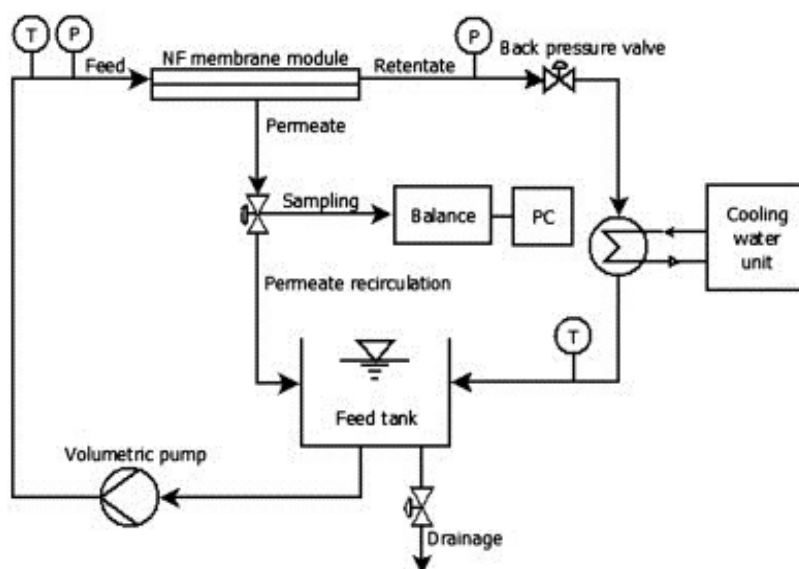 T
P
Feed
NF membrane module
Retentate
P
Back pressure valve
Permeate
Sampling
Balance
PC
Cooling
water
unit
Permeate recirculation
T
Feed tank
Volumetric pump
Drainage